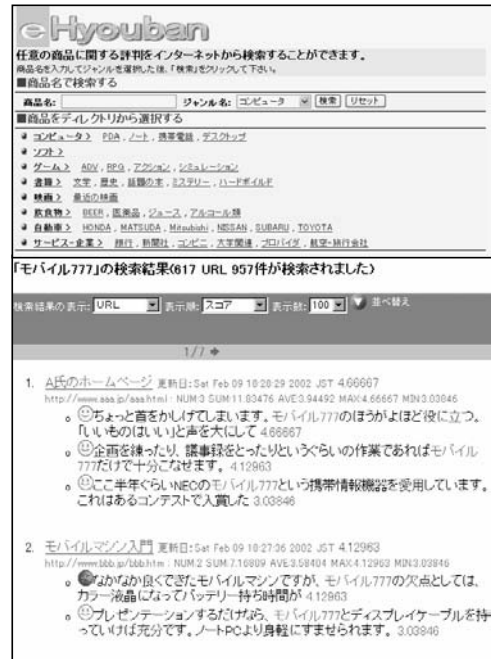 eHyouban
任意の商品に関する評判をインターネットから検索することができます。
商品名を入力してジャンルを選択した後、「検索」をクリックして下さい。
■商品名で検索する
商品名: ジャンル名: コンピュータ 検索 リセット
■商品をディレクトリから選択する
コンピュータ> PDA , ノート , 携帯電話 , デスクトップ
ソフト>
ゲーム> ADV , RPG , アクション , シミュレーション
書籍> 文学 , 歴史 , 話題の本 , ミステリー , ハードボイルド
映画> 最近の映画
飲食物> BEER , 医薬品 , ジュース , アルコール類
自動車> HONDA , MATSUDA , Mitsubishi , NISSAN , SUBARU , TOYOTA
サービス・企業> 銀行 , 新聞社 , コンビニ , 大学関連 , プロバイダ , 航空・旅行会社
「モバイル777」の検索結果(617 URL 957件が検索されました)
検索結果の表示: URL 表示順: スコア 表示数: 100 並べ替え
1/7
1. A氏のホームページ 更新日:Sat Feb 09 18:28:29 2002 JST 4.66667
http://www.aaa.jp/aaa.html : NUM:3 SUM:11.83476 AVE:3.94492 MAX:4.66667 MIN:3.03846
ちょっと首をかしげてしまいます。モバイル777のほうがよほど役に立つ。
「いいものはいい」と声を大にして 4.66667
企画を練ったり、議事録をとったりというぐらいの作業であればモバイル
777だけで十分こなせます。 4.12963
ここ半年ぐらいNECのモバイル777という携帯情報機器を愛用しています。
これはあるコンテストで入賞した 3.03846
2. モバイルマシン入門 更新日:Sat Feb 09 18:27:36 2002 JST 4.12963
http://www.bbb.jp/bbb.html : NUM:2 SUM:7.16809 AVE:3.58404 MAX:4.12963 MIN:3.03846
なかなか良くできたモバイルマシンですが、モバイル777の欠点としては、
カラー液晶になってバッテリー持ち時間が 4.12963
プレゼンテーションするだけなら、モバイル777とディスプレイケーブルを持
っていけば充分です。ノートPCより身軽にすませられます。 3.03846